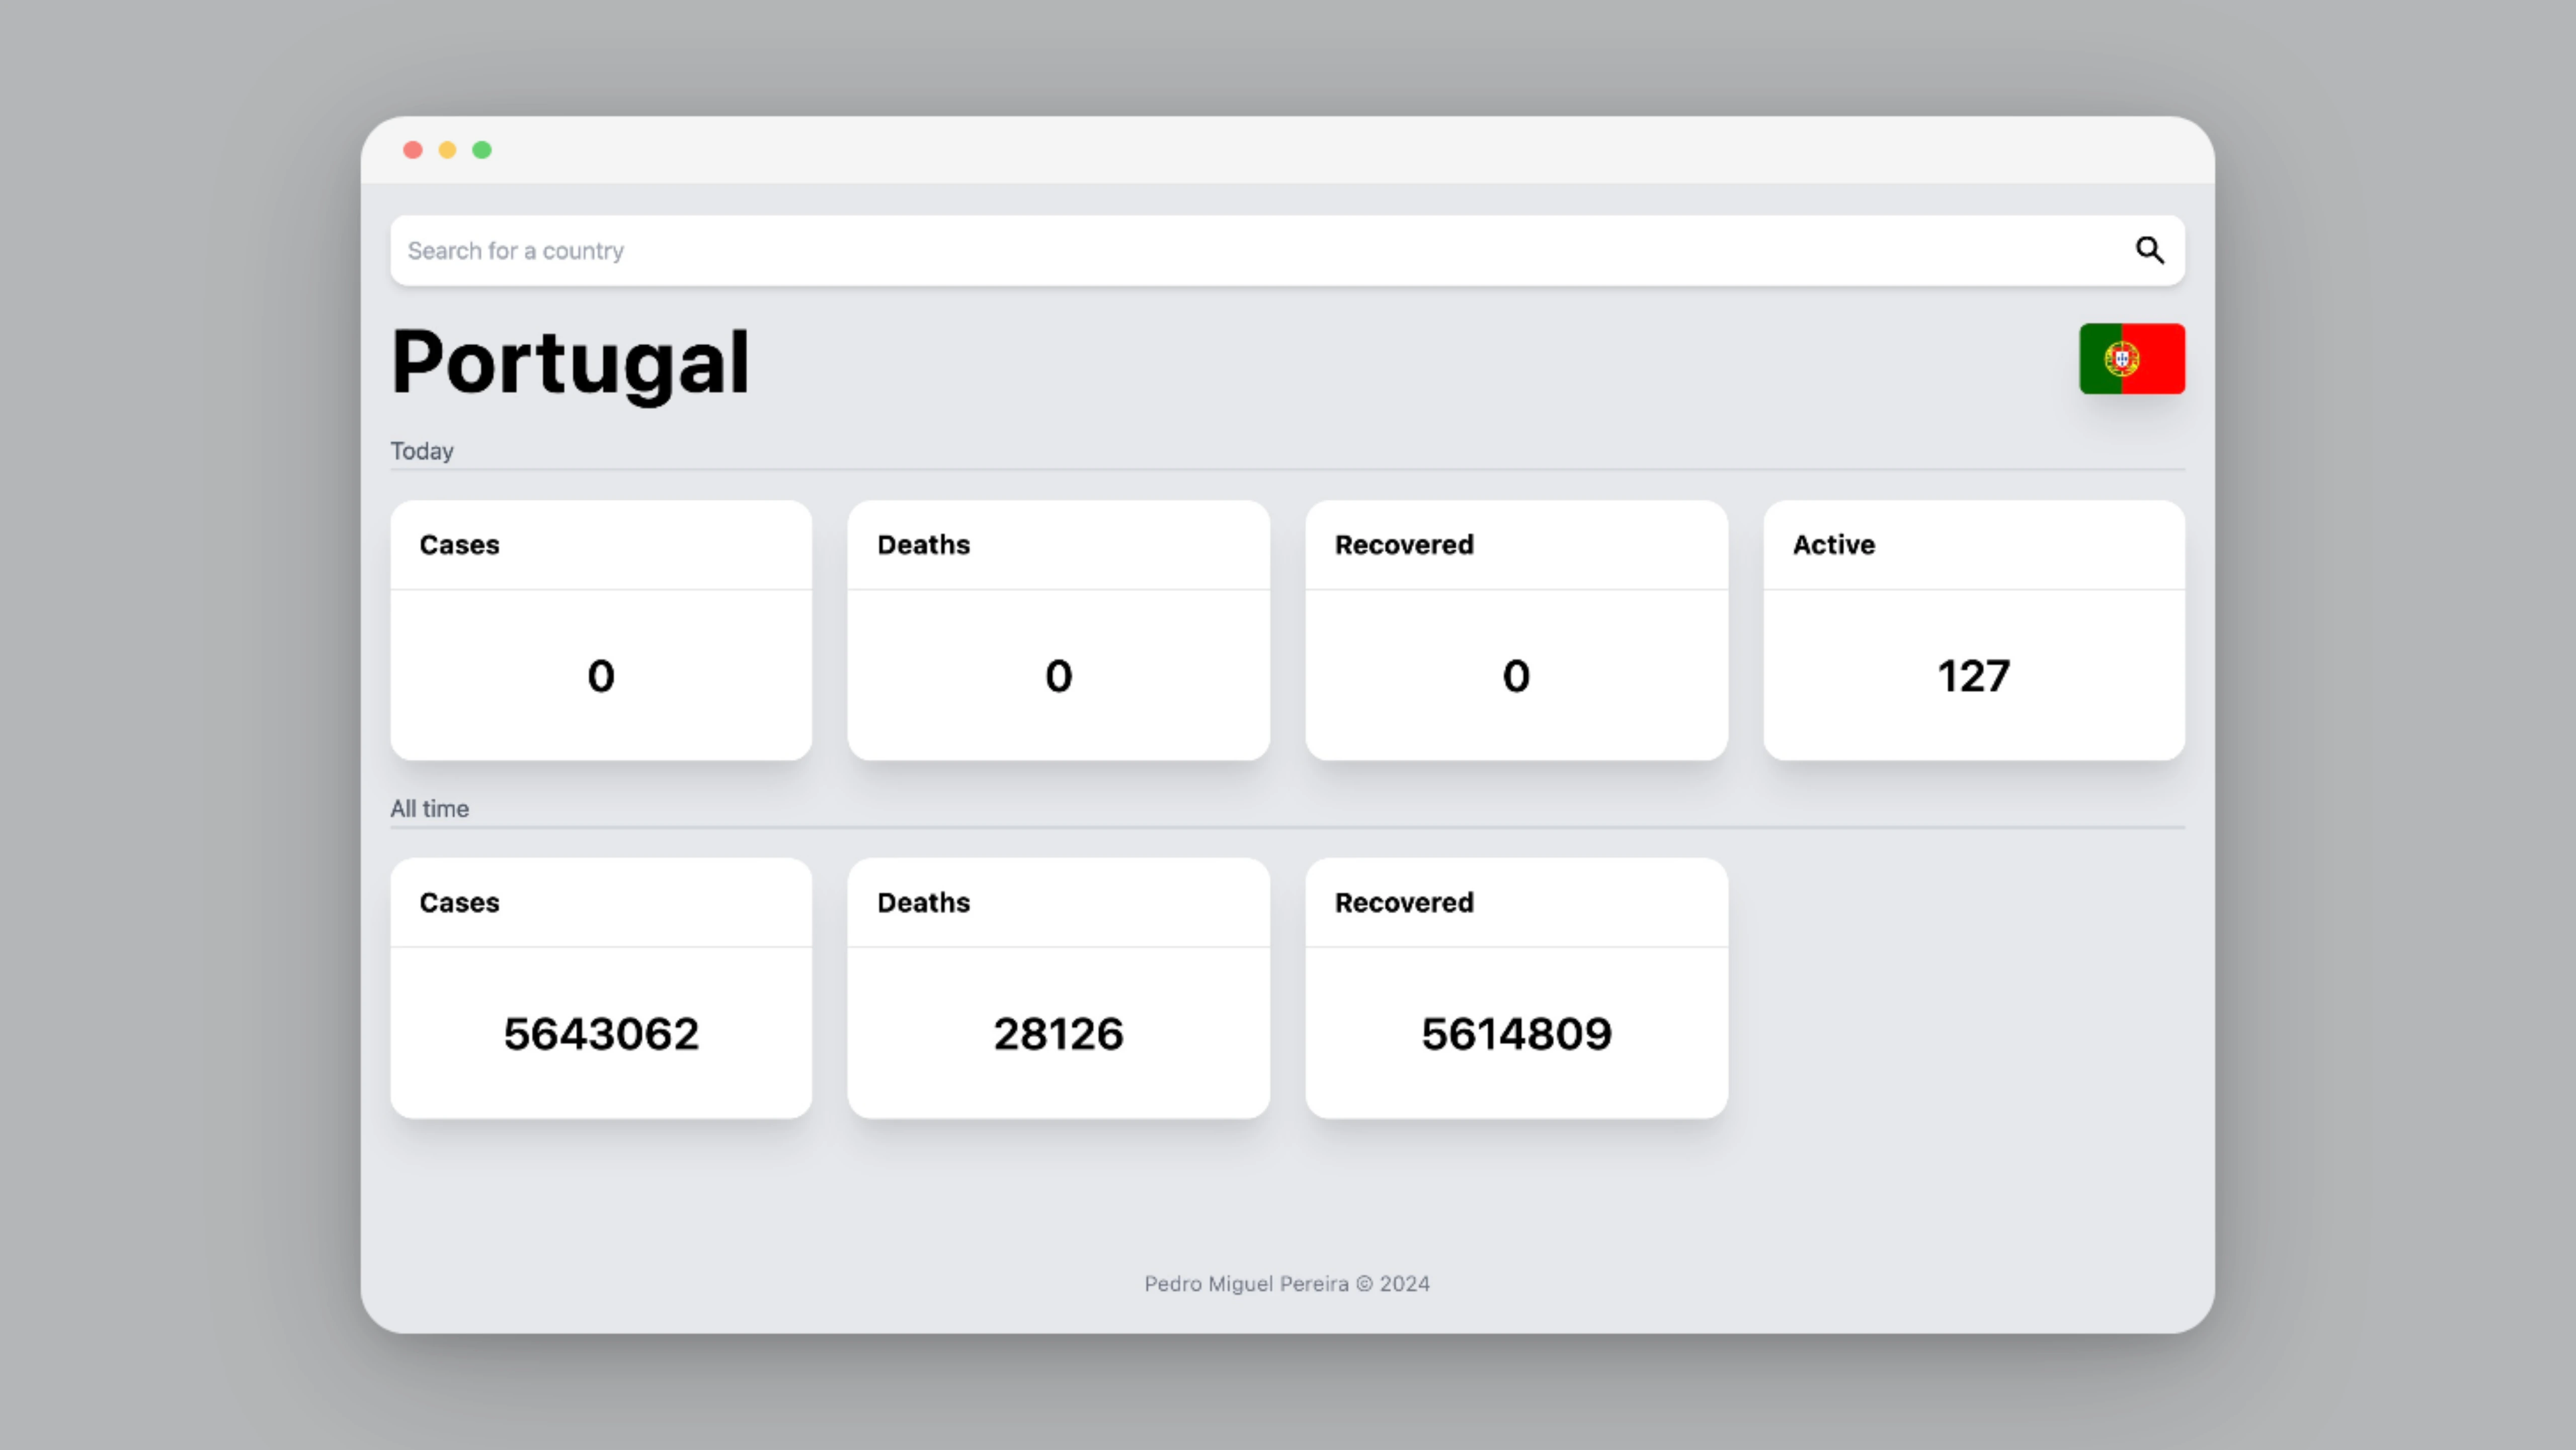 Search for a country
Portugal
Today
Cases
Deaths
Recovered
Active
0
0
0
127
All time
Cases
Deaths
Recovered
5643062
28126
5614809
Pedro Miguel Pereira © 2024